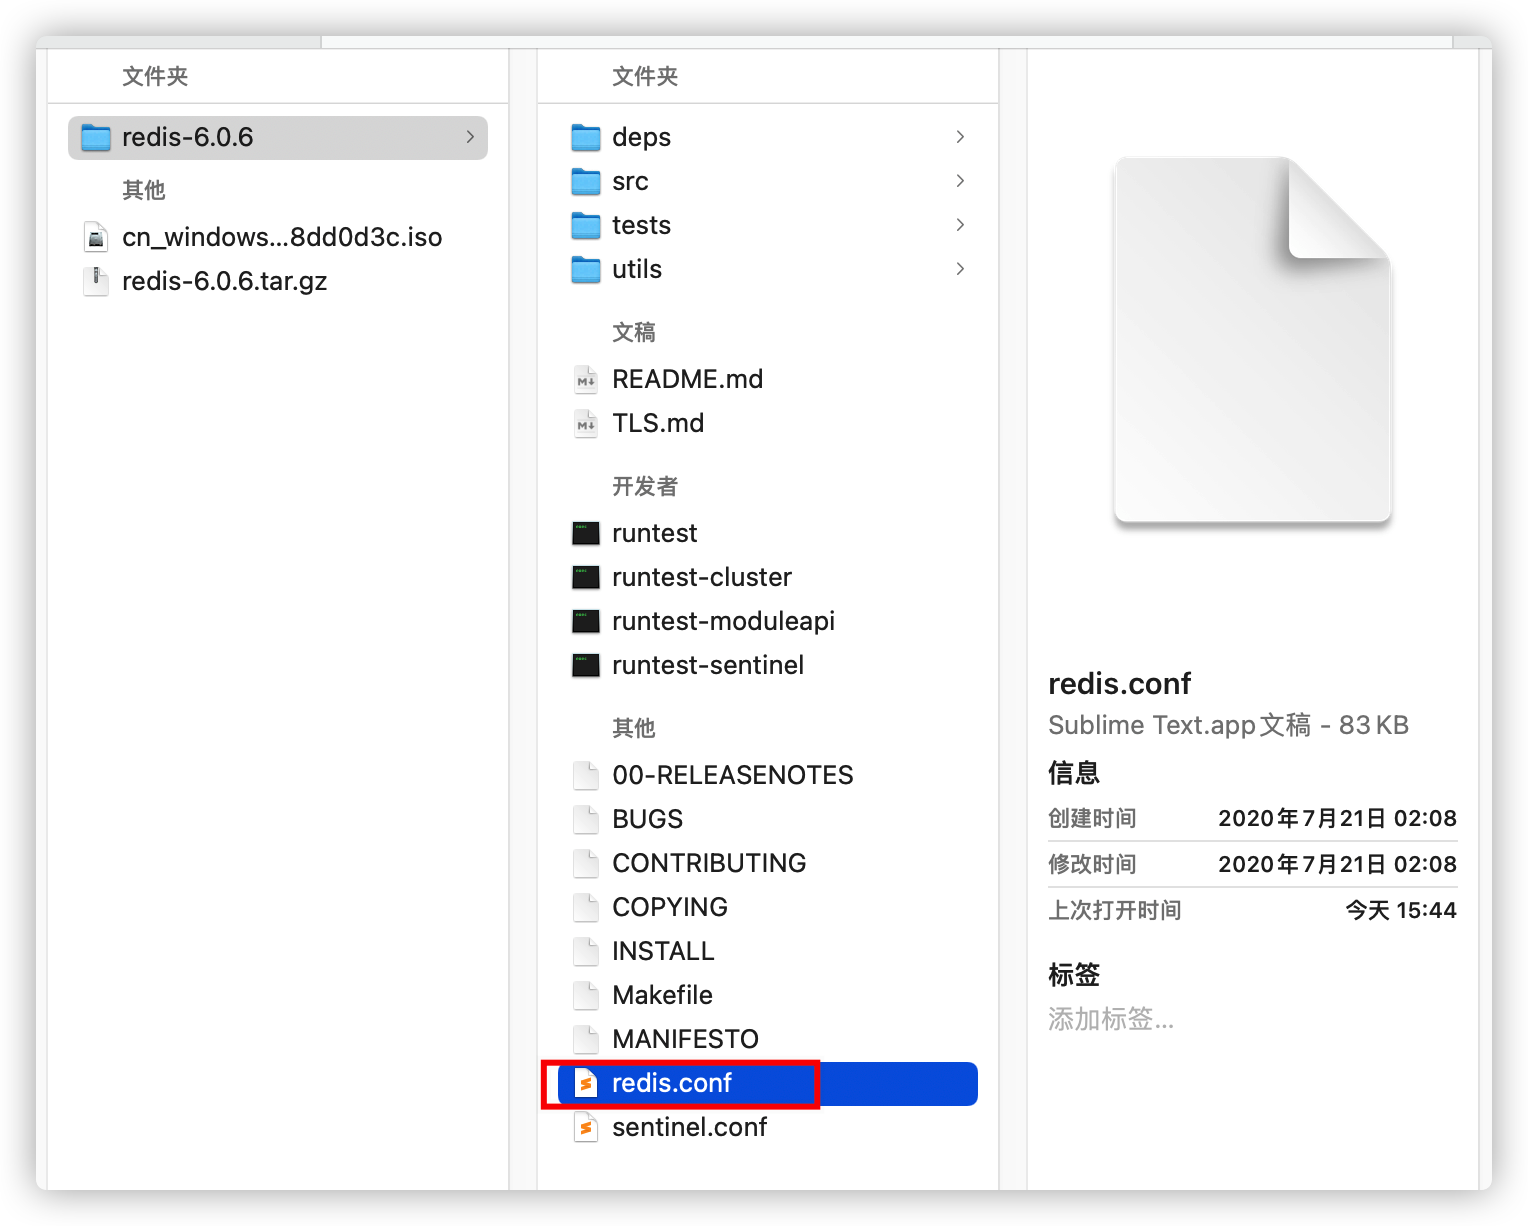 文件夹
redis-6.0.6
其他
cn_windows...8dd0d3c.iso
redis-6.0.6.tar.gz
文件夹
deps
src
tests
utils
文稿
README.md
TLS.md
开发者
runtest
runtest-cluster
runtest-moduleapi
runtest-sentinel
其他
00-RELEASENOTES
BUGS
CONTRIBUTING
COPYING
INSTALL
Makefile
MANIFESTO
redis.conf
sentinel.conf
redis.conf
Sublime Text.app文稿 - 83 KB
信息
创建时间 2020年7月21日 02:08
修改时间 2020年7月21日 02:08
上次打开时间 今天 15:44
标签
添加标签...